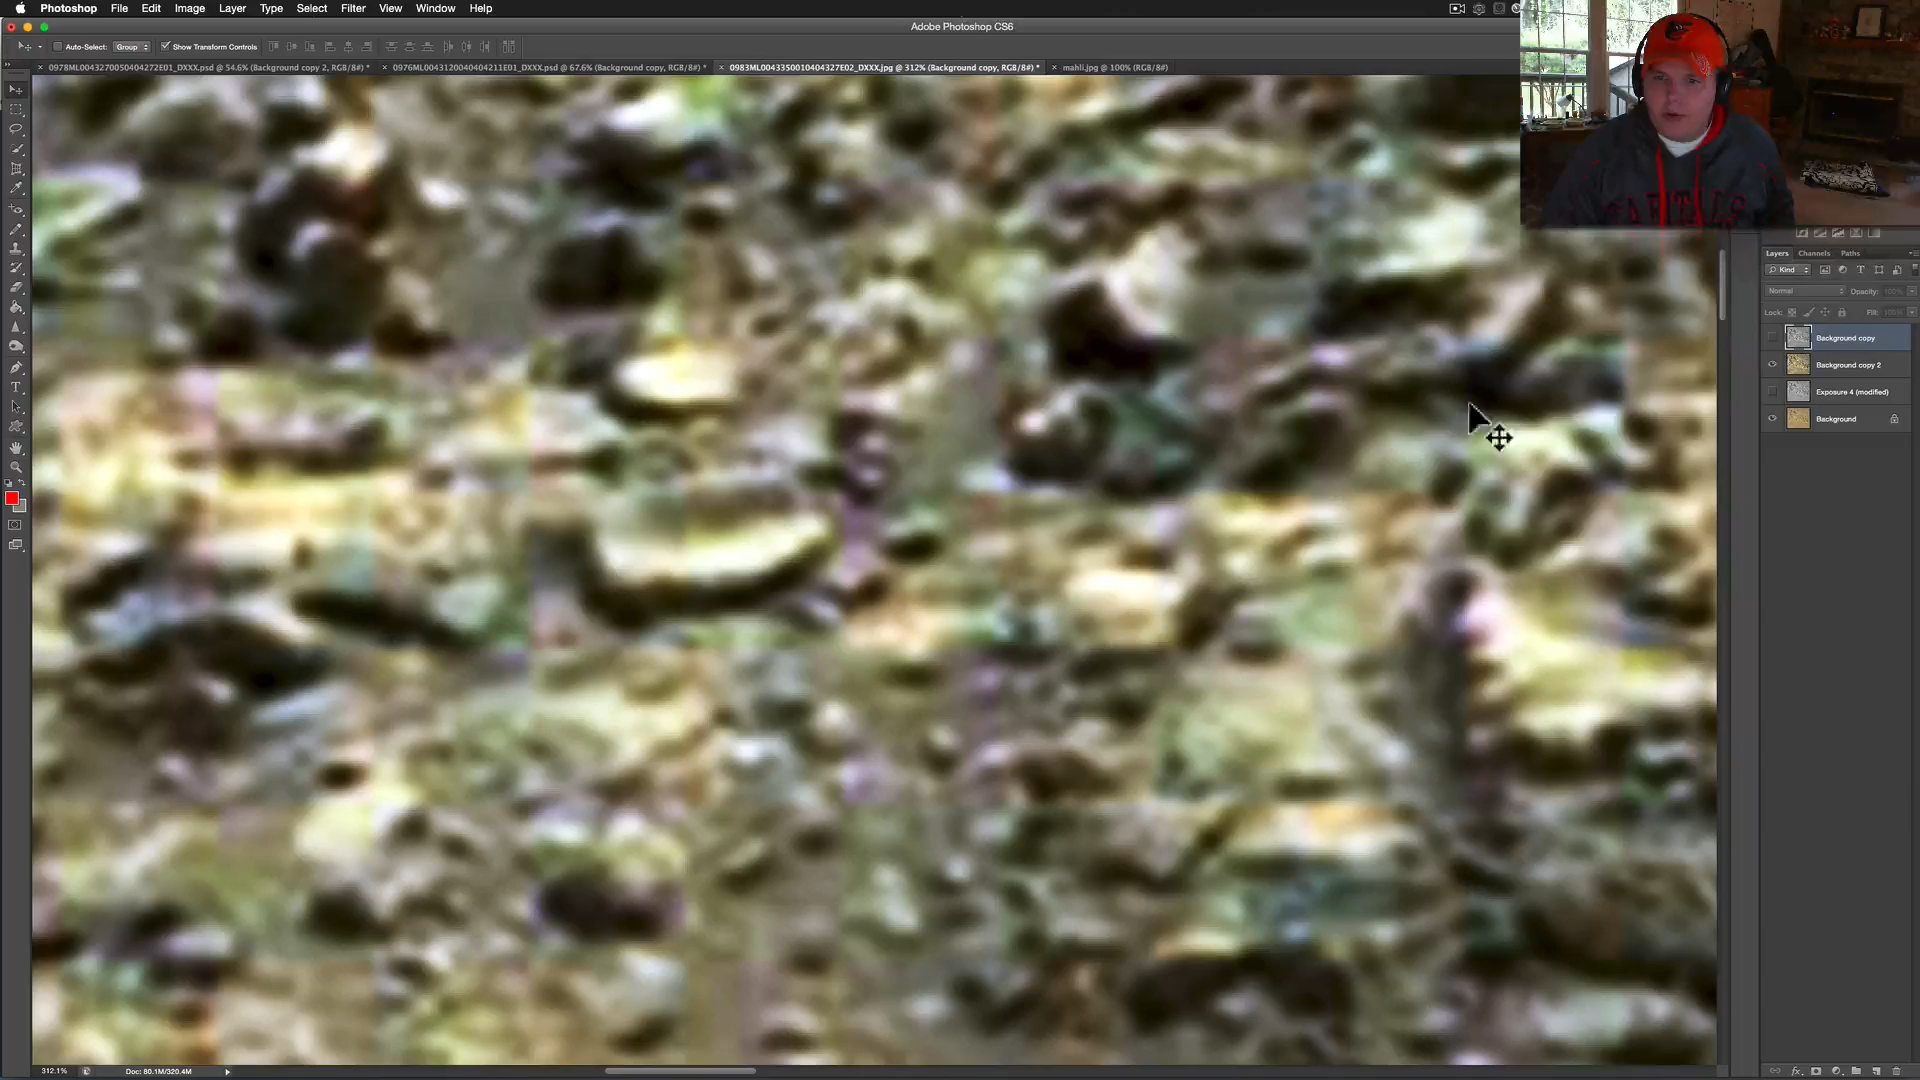 Photoshop File Edit Image Layer Type Select Filter View Window Help
Adobe Photoshop CS6
Auto-Select: Group Show Transform Controls
0978ML0043270050404272E01_DXXX.psd @ 54.6% (Background copy 2, RGB/8#) * 0976ML0043120040404211E01_DXXX.psd @ 67.6% (Background copy, RGB/8#) * 0983ML0043350010404327E02_DXXX.jpg @ 312% (Background copy, RGB/8#) * mahli.jpg @ 100% (RGB/8#)
CAPITALS
Layers Channels Paths
Kind
Normal Opacity: 100%
Lock: Fill: 100%
Background copy
Background copy 2
Exposure 4 (modified)
Background
312.1% Doc: 80.1M/320.4M